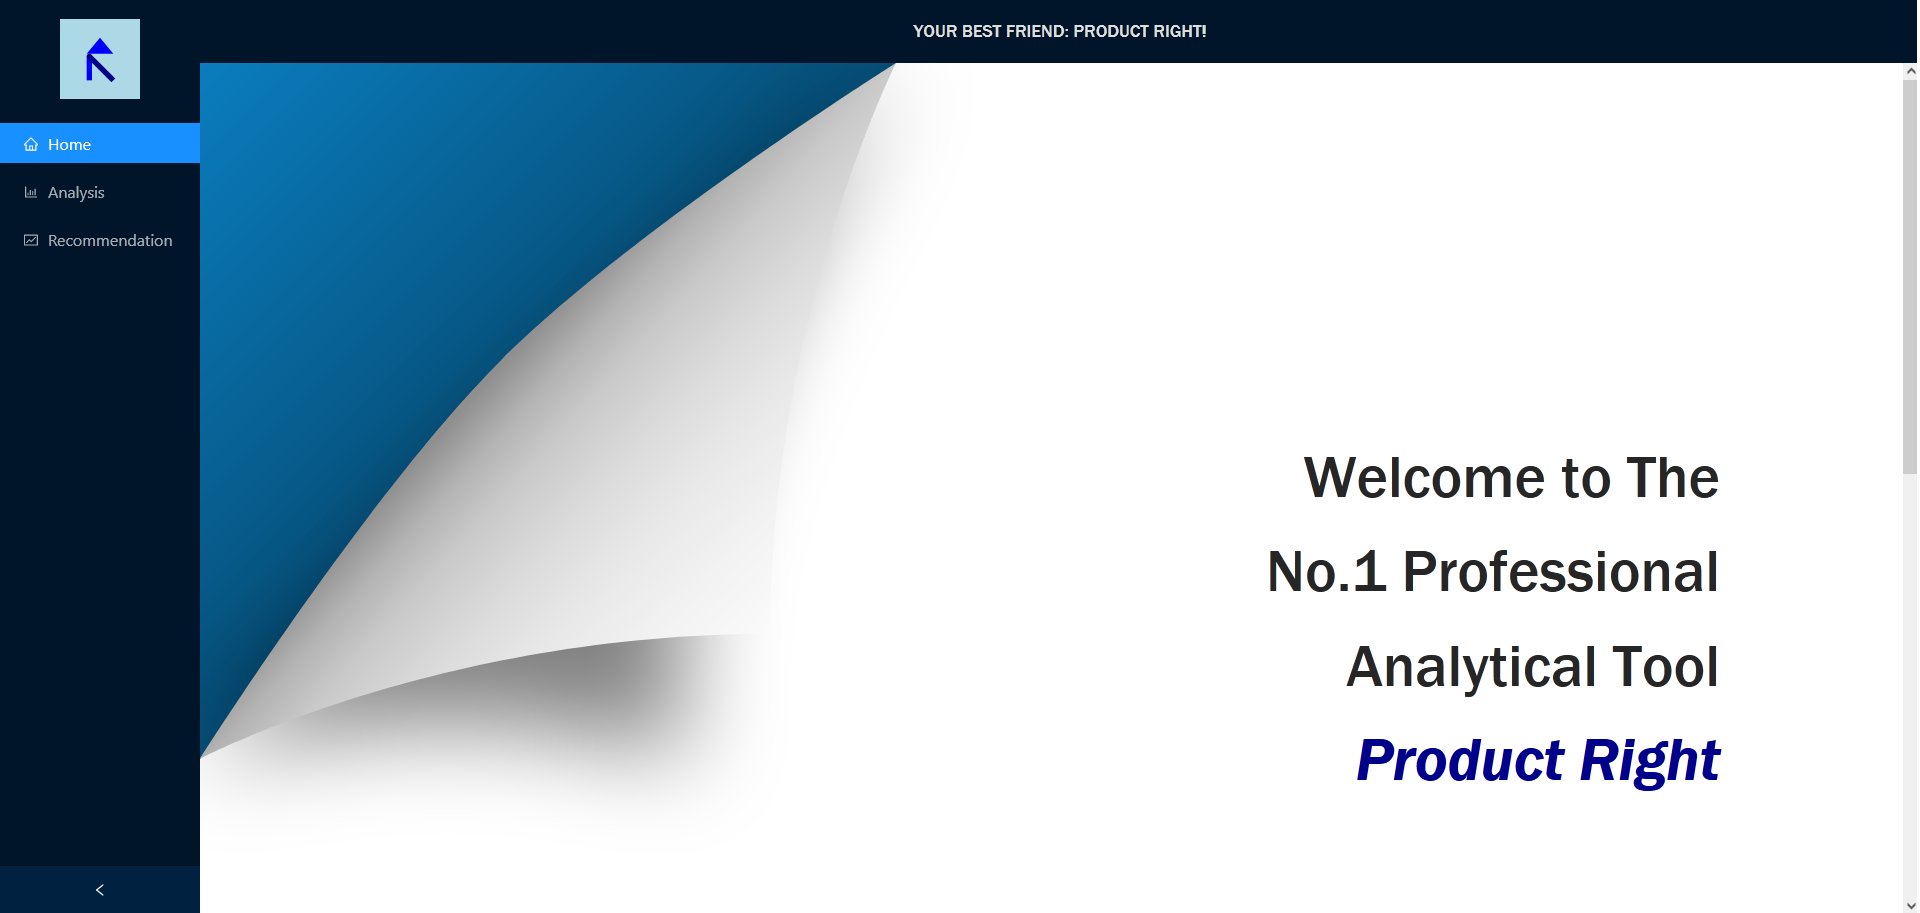 YOUR BEST FRIEND: PRODUCT RIGHT!
Home
Analysis
Recommendation
Welcome to The
No.1 Professional
Analytical Tool
Product Right